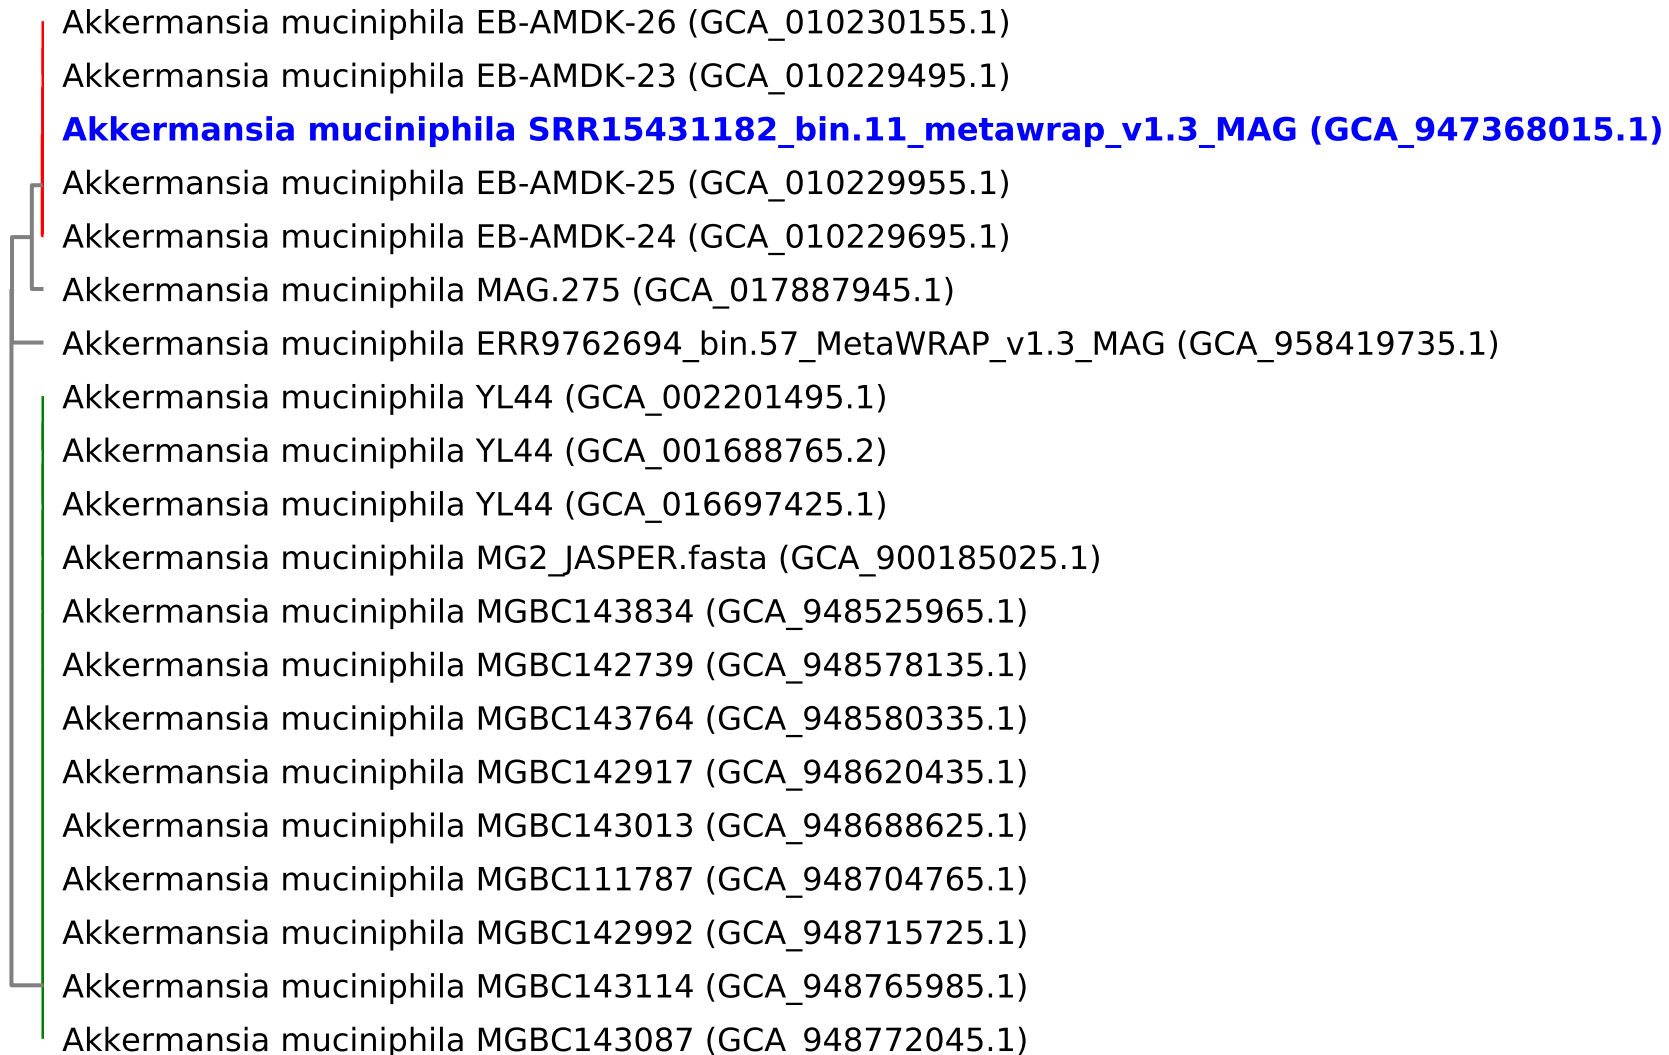 Akkermansia muciniphila EB-AMDK-26 (GCA_010230155.1)
Akkermansia muciniphila EB-AMDK-23 (GCA_010229495.1)
Akkermansia muciniphila SRR15431182_bin.11_metawrap_v1.3_MAG (GCA_947368015.1)
Akkermansia muciniphila EB-AMDK-25 (GCA_010229955.1)
Akkermansia muciniphila EB-AMDK-24 (GCA_010229695.1)
Akkermansia muciniphila MAG.275 (GCA_017887945.1)
Akkermansia muciniphila ERR9762694_bin.57_MetaWRAP_v1.3_MAG (GCA_958419735.1)
Akkermansia muciniphila YL44 (GCA_002201495.1)
Akkermansia muciniphila YL44 (GCA_001688765.2)
Akkermansia muciniphila YL44 (GCA_016697425.1)
Akkermansia muciniphila MG2_JASPER.fasta (GCA_900185025.1)
Akkermansia muciniphila MGBC143834 (GCA_948525965.1)
Akkermansia muciniphila MGBC142739 (GCA_948578135.1)
Akkermansia muciniphila MGBC143764 (GCA_948580335.1)
Akkermansia muciniphila MGBC142917 (GCA_948620435.1)
Akkermansia muciniphila MGBC143013 (GCA_948688625.1)
Akkermansia muciniphila MGBC111787 (GCA_948704765.1)
Akkermansia muciniphila MGBC142992 (GCA_948715725.1)
Akkermansia muciniphila MGBC143114 (GCA_948765985.1)
Akkermansia muciniphila MGBC143087 (GCA_948772045.1)